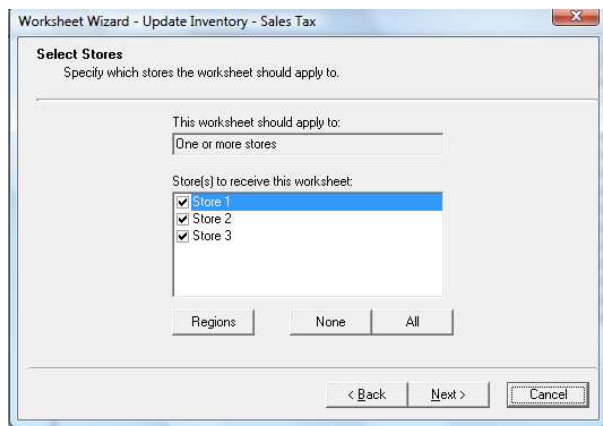 Worksheet Wizard - Update Inventory - Sales Tax
Select Stores
Specify which stores the worksheet should apply to.
This worksheet should apply to:
One or more stores
Store(s) to receive this worksheet:
Store 1
Store 2
Store 3
Regions None All
< Back Next > Cancel